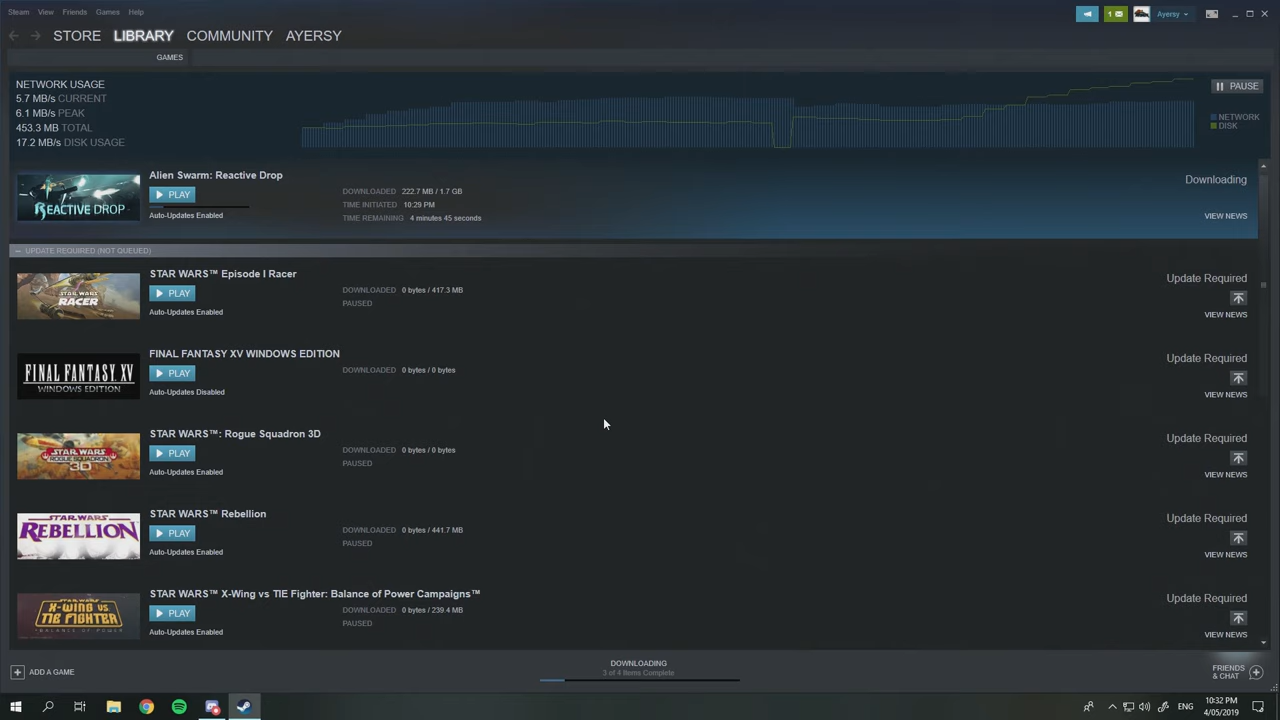 Steam View Friends Games Help
1
Ayersy
STORE LIBRARY COMMUNITY AYERSY
GAMES
NETWORK USAGE
5.7 MB/s CURRENT
6.1 MB/s PEAK
453.3 MB TOTAL
17.2 MB/s DISK USAGE
PAUSE
NETWORK
DISK
REACTIVE DROP
Alien Swarm: Reactive Drop
PLAY
Auto-Updates Enabled
DOWNLOADED 222.7 MB / 1.7 GB
TIME INITIATED 10:29 PM
TIME REMAINING 4 minutes 45 seconds
Downloading
VIEW NEWS
UPDATE REQUIRED (NOT QUEUED)
STAR WARS
RACER
STAR WARS™ Episode I Racer
PLAY
Auto-Updates Enabled
DOWNLOADED 0 bytes / 417.3 MB
PAUSED
Update Required
VIEW NEWS
FINAL FANTASY XV
WINDOWS EDITION
FINAL FANTASY XV WINDOWS EDITION
PLAY
Auto-Updates Disabled
DOWNLOADED 0 bytes / 0 bytes
Update Required
VIEW NEWS
STAR WARS
ROGUE SQUADRON
3D
STAR WARS™: Rogue Squadron 3D
PLAY
Auto-Updates Enabled
DOWNLOADED 0 bytes / 0 bytes
PAUSED
Update Required
VIEW NEWS
STAR WARS
REBELLION
STAR WARS™ Rebellion
PLAY
Auto-Updates Enabled
DOWNLOADED 0 bytes / 441.7 MB
PAUSED
Update Required
VIEW NEWS
STAR WARS
X-WING VS
TIE FIGHTER
BALANCE OF POWER
STAR WARS™ X-Wing vs TIE Fighter: Balance of Power Campaigns™
PLAY
Auto-Updates Enabled
DOWNLOADED 0 bytes / 239.4 MB
PAUSED
Update Required
VIEW NEWS
ADD A GAME
DOWNLOADING
3 of 4 Items Complete
FRIENDS
& CHAT
ENG
10:32 PM
4/05/2019